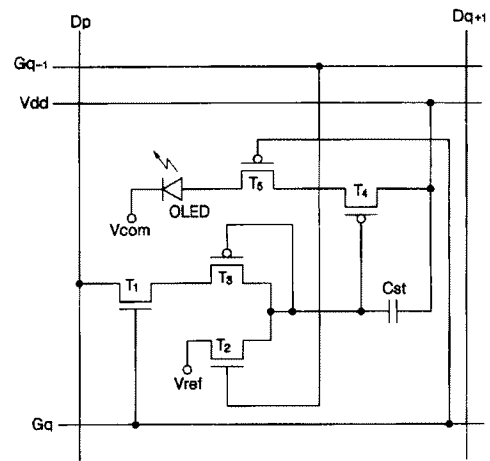 Dp
Dq+1
Gq-1
Vdd
T5
T4
OLED
Vcom
T1
T3
Cst
T2
Vref
Gq